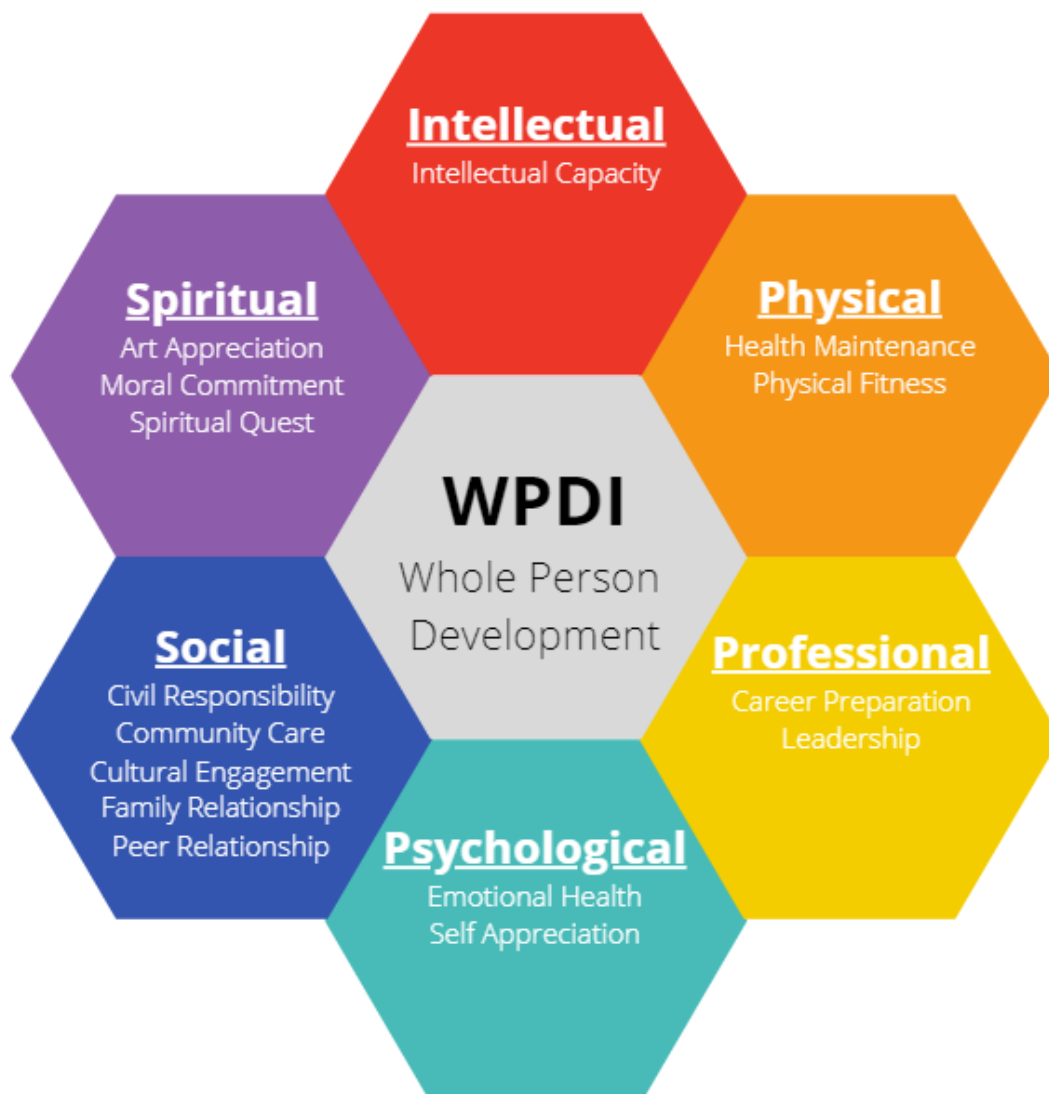 Intellectual
Intellectual Capacity
Spiritual
Art Appreciation
Moral Commitment
Spiritual Quest
Physical
Health Maintenance
Physical Fitness
WPDI
Whole Person
Development
Social
Civil Responsibility
Community Care
Cultural Engagement
Family Relationship
Peer Relationship
Professional
Career Preparation
Leadership
Psychological
Emotional Health
Self Appreciation